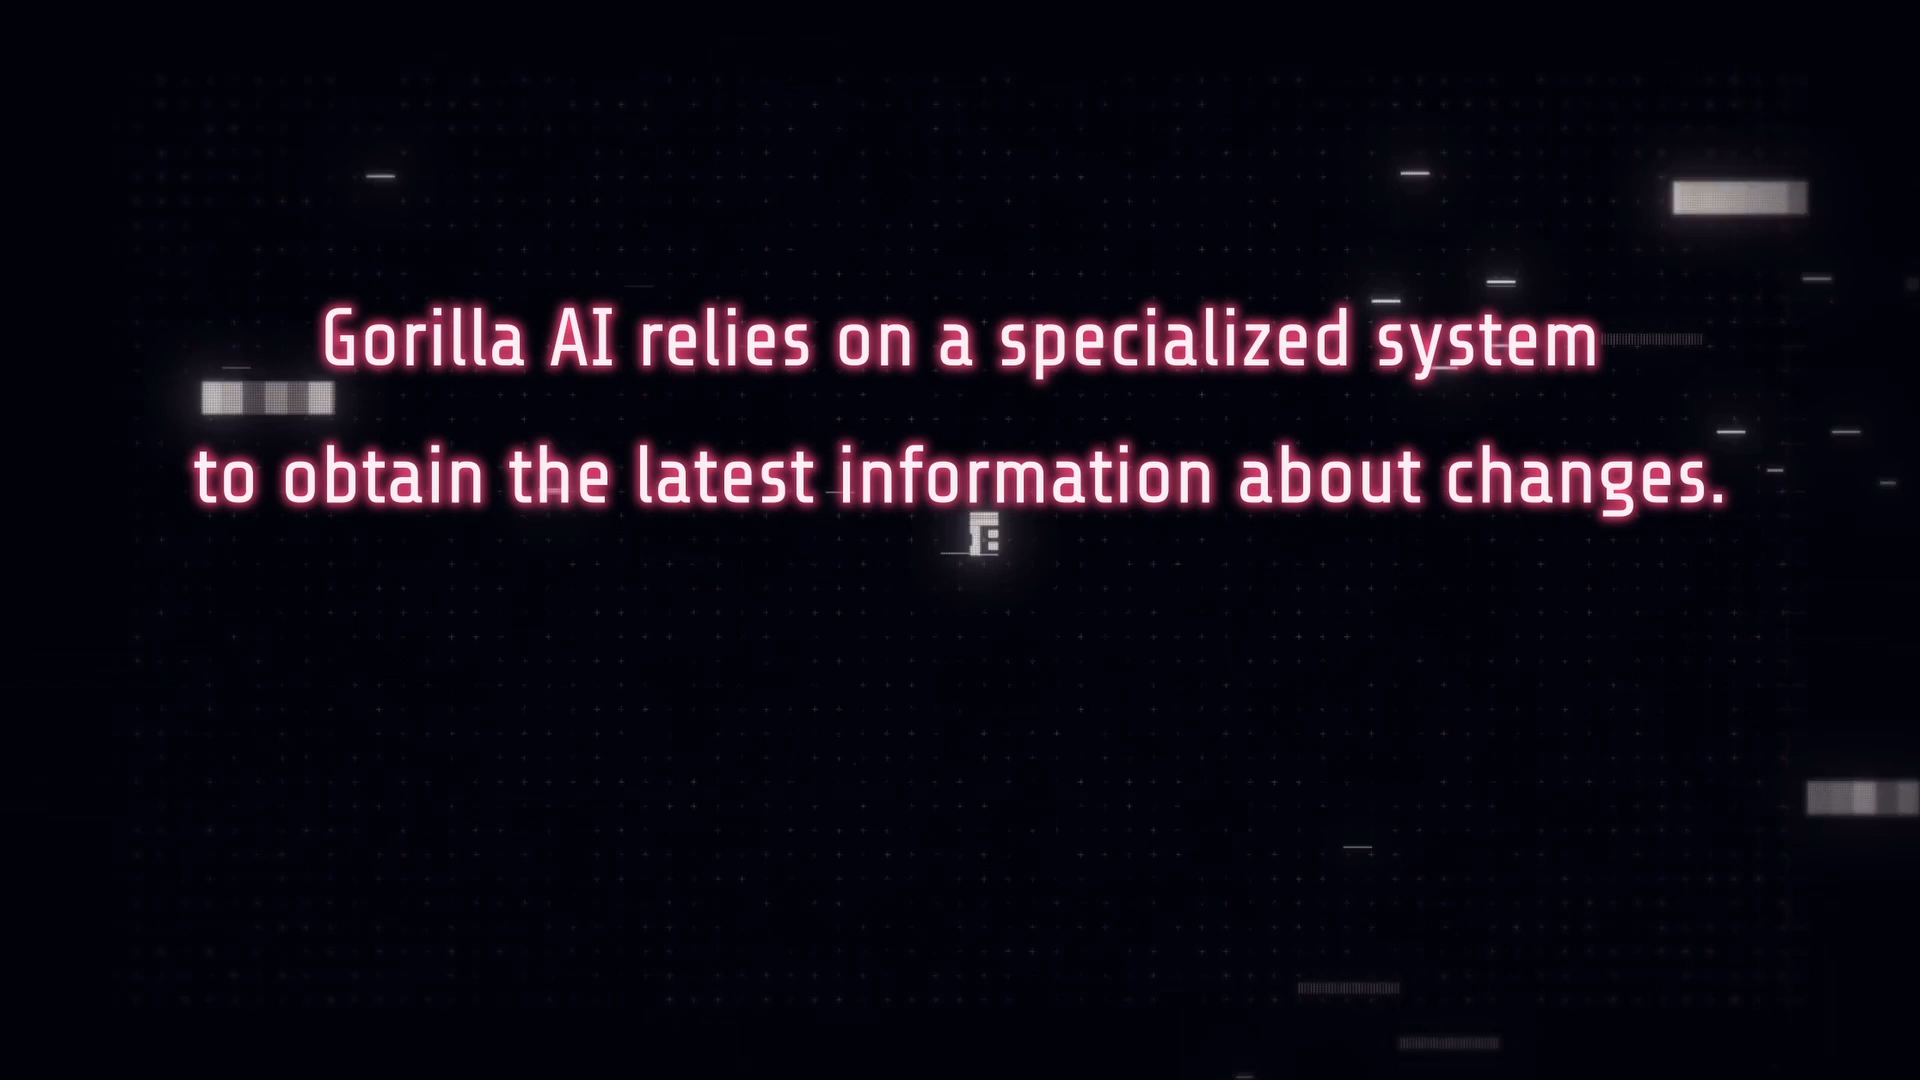 Gorilla AI relies on a specialized system
to obtain the latest information about changes.